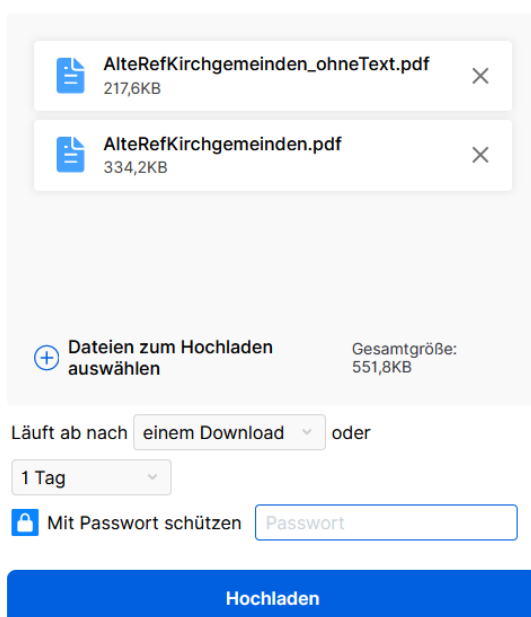 AlteRefKirchgemeinden_ohneText.pdf
217,6KB
AlteRefKirchgemeinden.pdf
334,2KB
Dateien zum Hochladen
auswählen
Gesamtgröße:
551,8KB
Läuft ab nach einem Download oder
1 Tag
Mit Passwort schützen Passwort
Hochladen